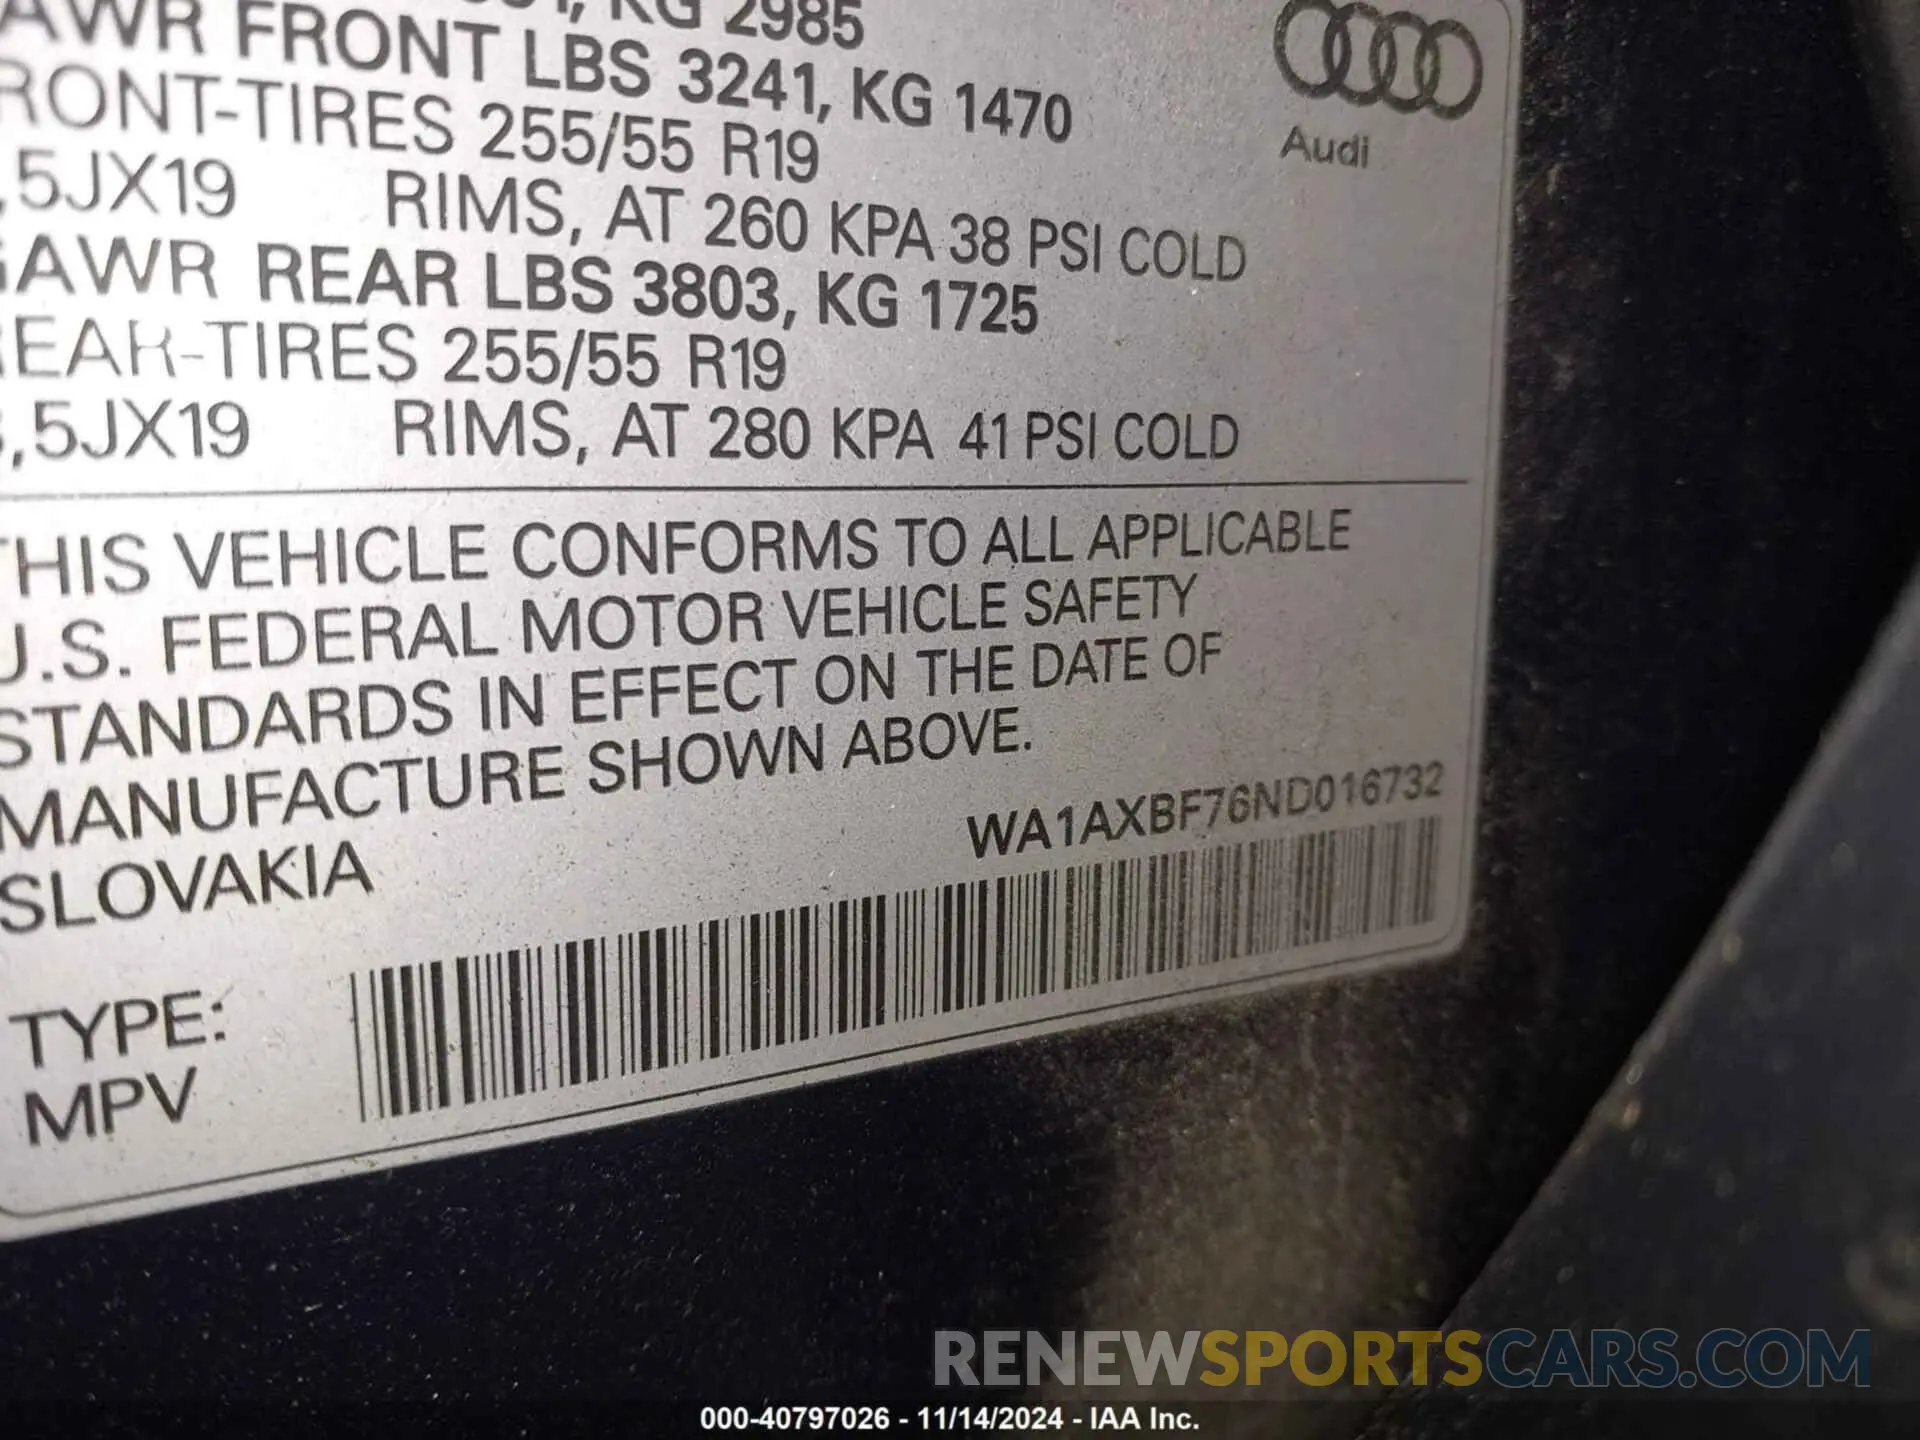 KG 2985
AWR FRONT LBS 3241, KG 1470
RONT-TIRES 255/55 R19
,5JX19 RIMS, AT 260 KPA 38 PSI COLD
GAWR REAR LBS 3803, KG 1725
REAR-TIRES 255/55 R19
,5JX19 RIMS, AT 280 KPA 41 PSI COLD
Audi
THIS VEHICLE CONFORMS TO ALL APPLICABLE
U.S. FEDERAL MOTOR VEHICLE SAFETY
STANDARDS IN EFFECT ON THE DATE OF
MANUFACTURE SHOWN ABOVE.
SLOVAKIA
WA1AXBF76ND016732
TYPE:
MPV
RENEWSPORTSCARS.COM
000-40797026 - 11/14/2024 - IAA Inc.